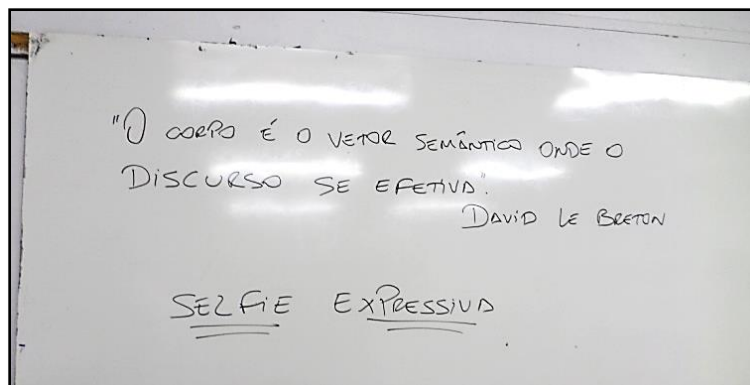 "O CORPO É O VETOR SEMÂNTICO ONDE O
DISCURSO SE EFETIVA".
DAVID LE BRETON
SELFIE EXPRESSIVA